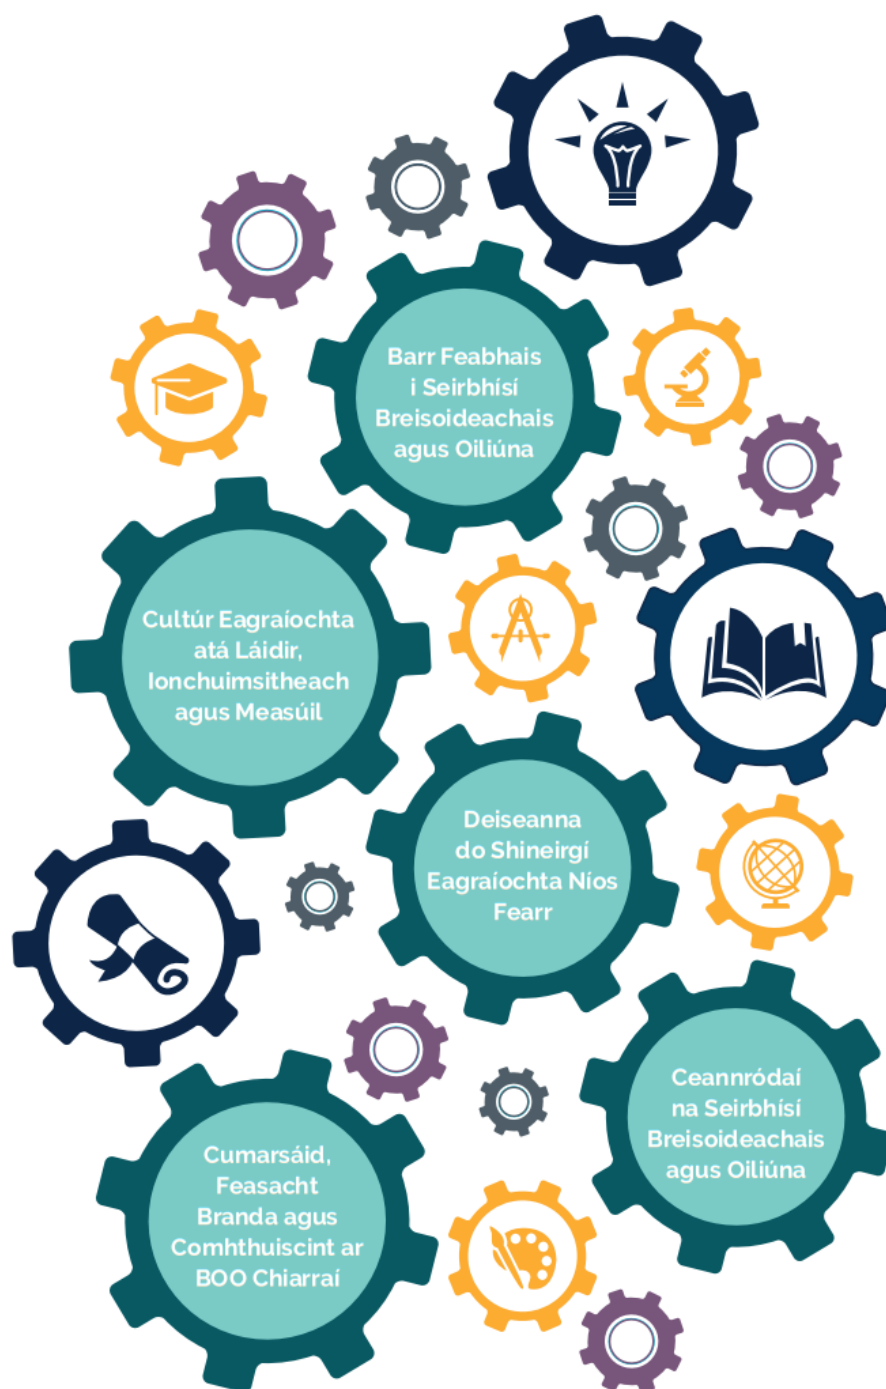 Barr Feabhais
i Seirbhísí
Breisoideachais
agus Oiliúna
Cultúr Eagraíochta
atá Láidir,
Ionchuimsitheach
agus Measúil
Deiseanna
do Shineirgí
Eagraíochta Níos
Fearr
Ceannródaí
na Seirbhísí
Breisoideachais
agus Oiliúna
Cumarsáid,
Feasacht
Branda agus
Comhthuiscint ar
BOO Chiarraí